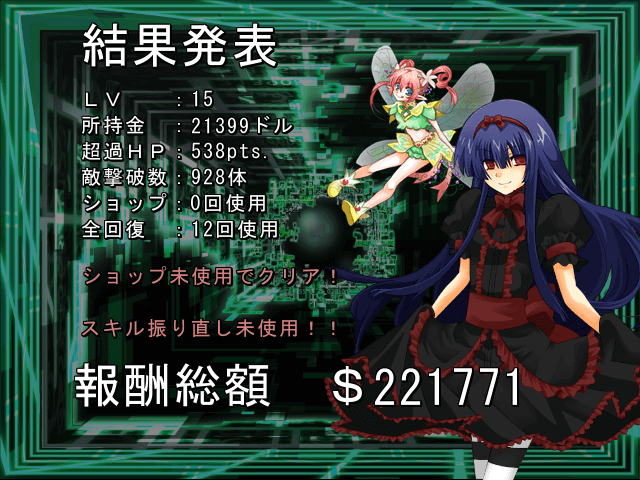 結果発表
ＬＶ　　：15
所持金　：21399ドル
超過ＨＰ：538pts.
敵撃破数：928体
ショップ：0回使用
全回復　：12回使用
ショップ未使用でクリア！
スキル振り直し未使用！！
報酬総額　＄221771